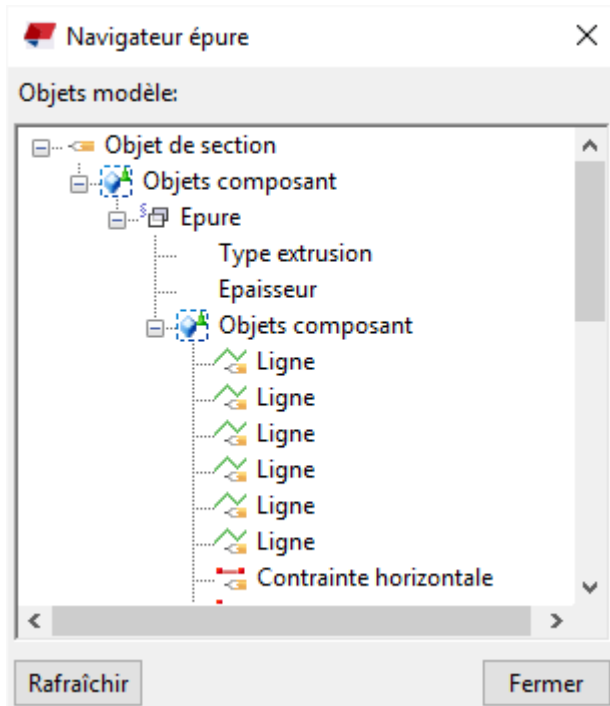 Navigateur épure
Objets modèle:
Objet de section
Objets composant
Epure
Type extrusion
Epaisseur
Objets composant
Ligne
Ligne
Ligne
Ligne
Ligne
Ligne
Contrainte horizontale
Rafraîchir
Fermer